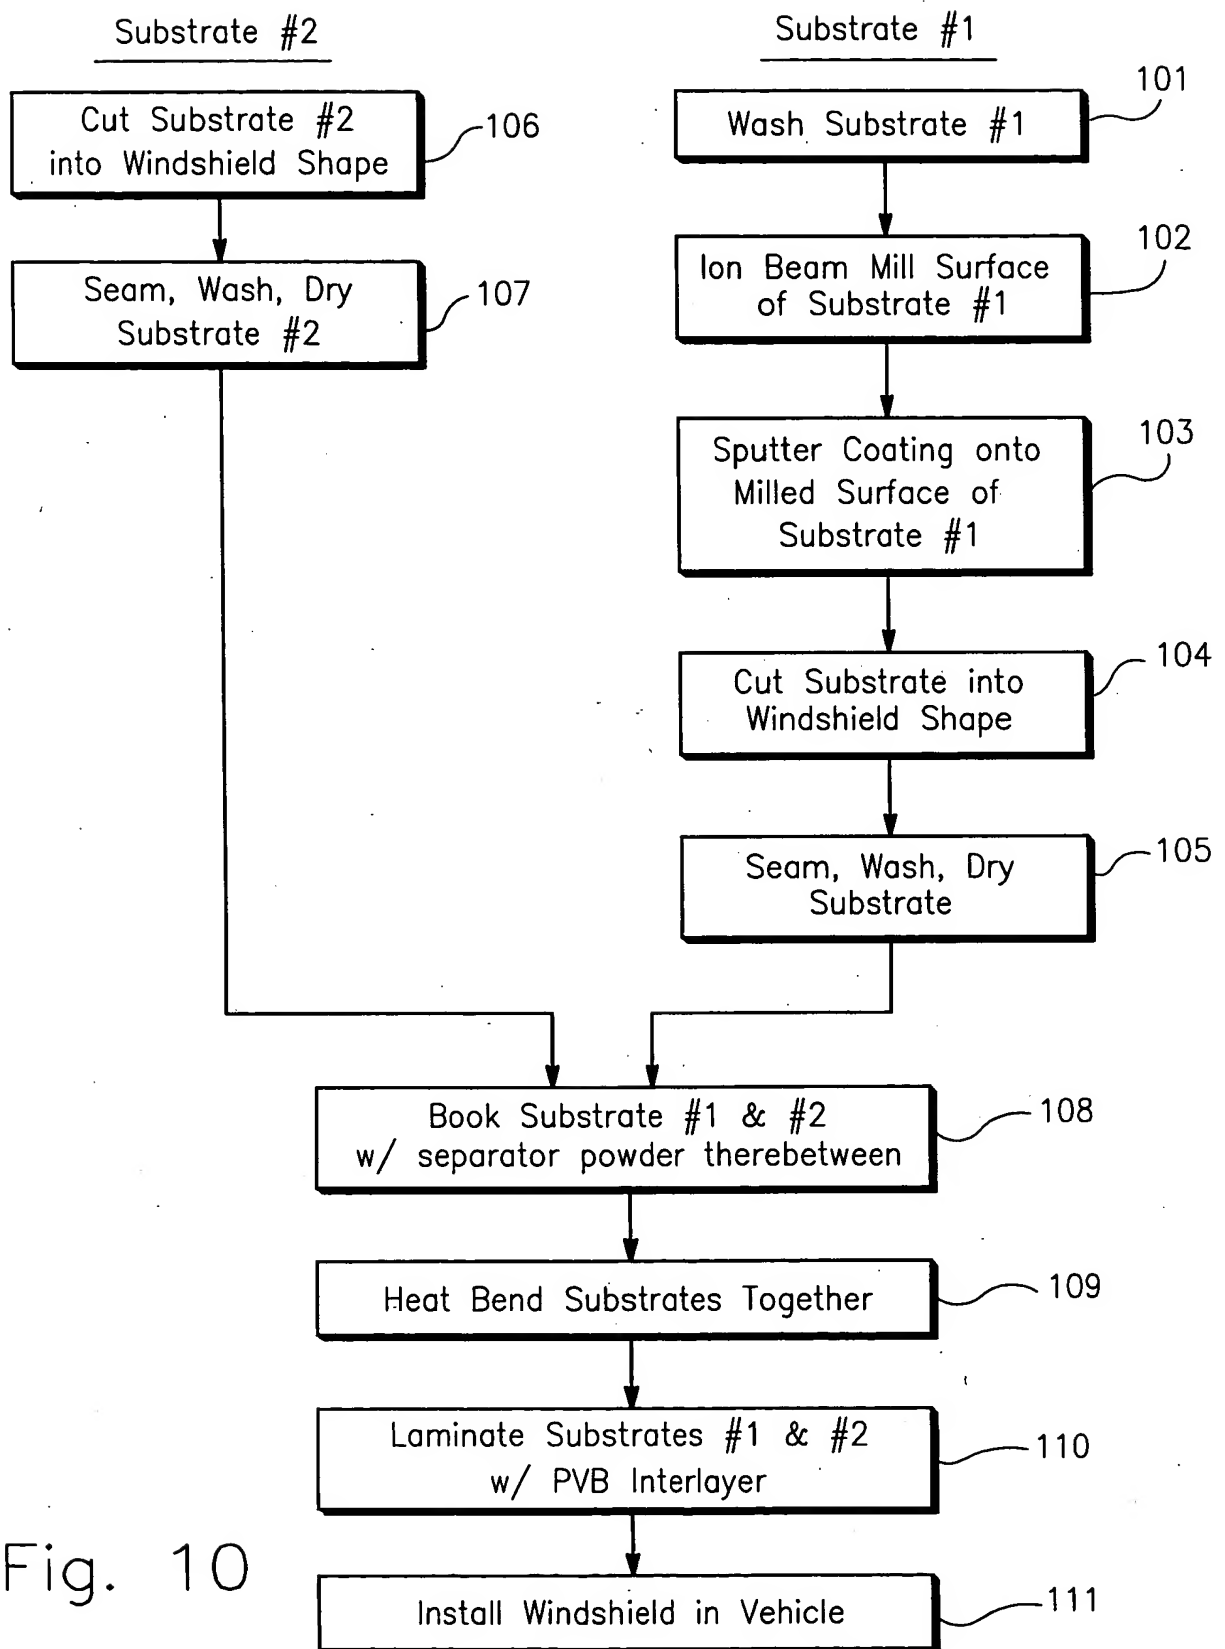 Substrate #2
Cut Substrate #2
into Windshield Shape
106
Seam, Wash, Dry
Substrate #2
107
Substrate #1
Wash Substrate #1
101
Ion Beam Mill Surface
of Substrate #1
102
Sputter Coating onto
Milled Surface of
Substrate #1
103
Cut Substrate into
Windshield Shape
104
Seam, Wash, Dry
Substrate
105
Book Substrate #1 & #2
w/ separator powder therebetween
108
Heat Bend Substrates Together
109
Laminate Substrates #1 & #2
w/ PVB Interlayer
110
Install Windshield in Vehicle
111
Fig. 10